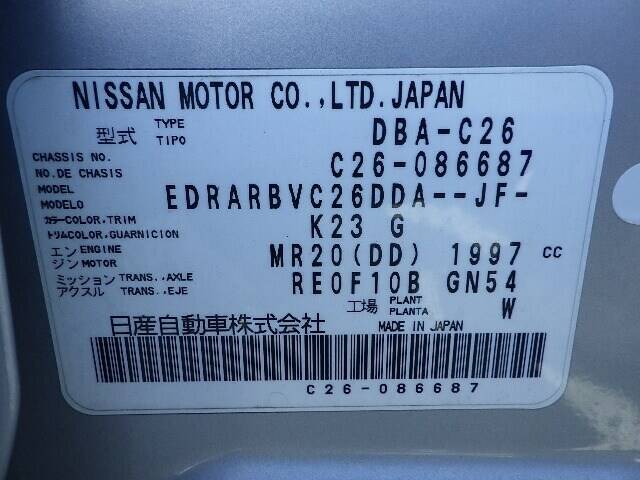 NISSAN MOTOR CO.,LTD.JAPAN
型式 TYPE TIPO DBA-C26
CHASSIS NO. NO.DE CHASIS C26-086687
MODEL MODELO EDRARBVC26DDA--JF-
カラーCOLOR,TRIM トリムCOLOR,GUARNICION K23 G
エンジン ENGINE MOTOR MR20(DD) 1997 CC
ミッション TRANS.,AXLE アクスル TRANS.,EJE RE0F10B GN54
工場 PLANT PLANTA W
日産自動車株式会社 MADE IN JAPAN
C26-086687